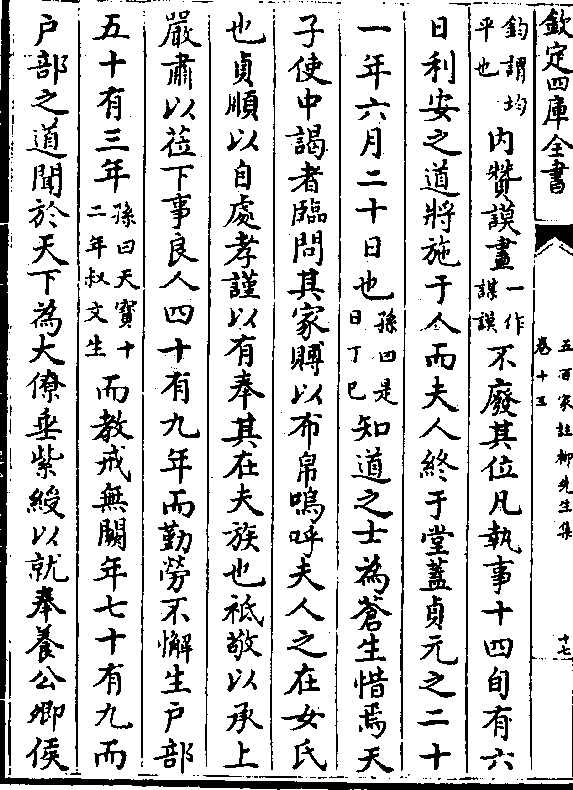 欽定四庫全書
五百家註柳先生集
卷十三
十七
鈞謂均
平也
內贊謨畫
一作
謀謨
不廢其位凡執事十四旬有六
日利安之道將施于人而夫人終于堂蓋貞元之二十
一年六月二十日也
孫曰是
日丁巳
知道之士為蒼生惜焉天
子使中謁者臨問其家賻以布帛嗚呼夫人之在女氏
也貞順以自處孝謹以有奉其在夫族也袛敬以承上
嚴肅以莅下事良人四十有九年而勤勞不懈生戶部
五十有三年
孫曰天寳十
二年叔文生
而教戒無闕年七十有九而
户部之道聞於天下為大僚垂紫綬以就奉養公卿侯